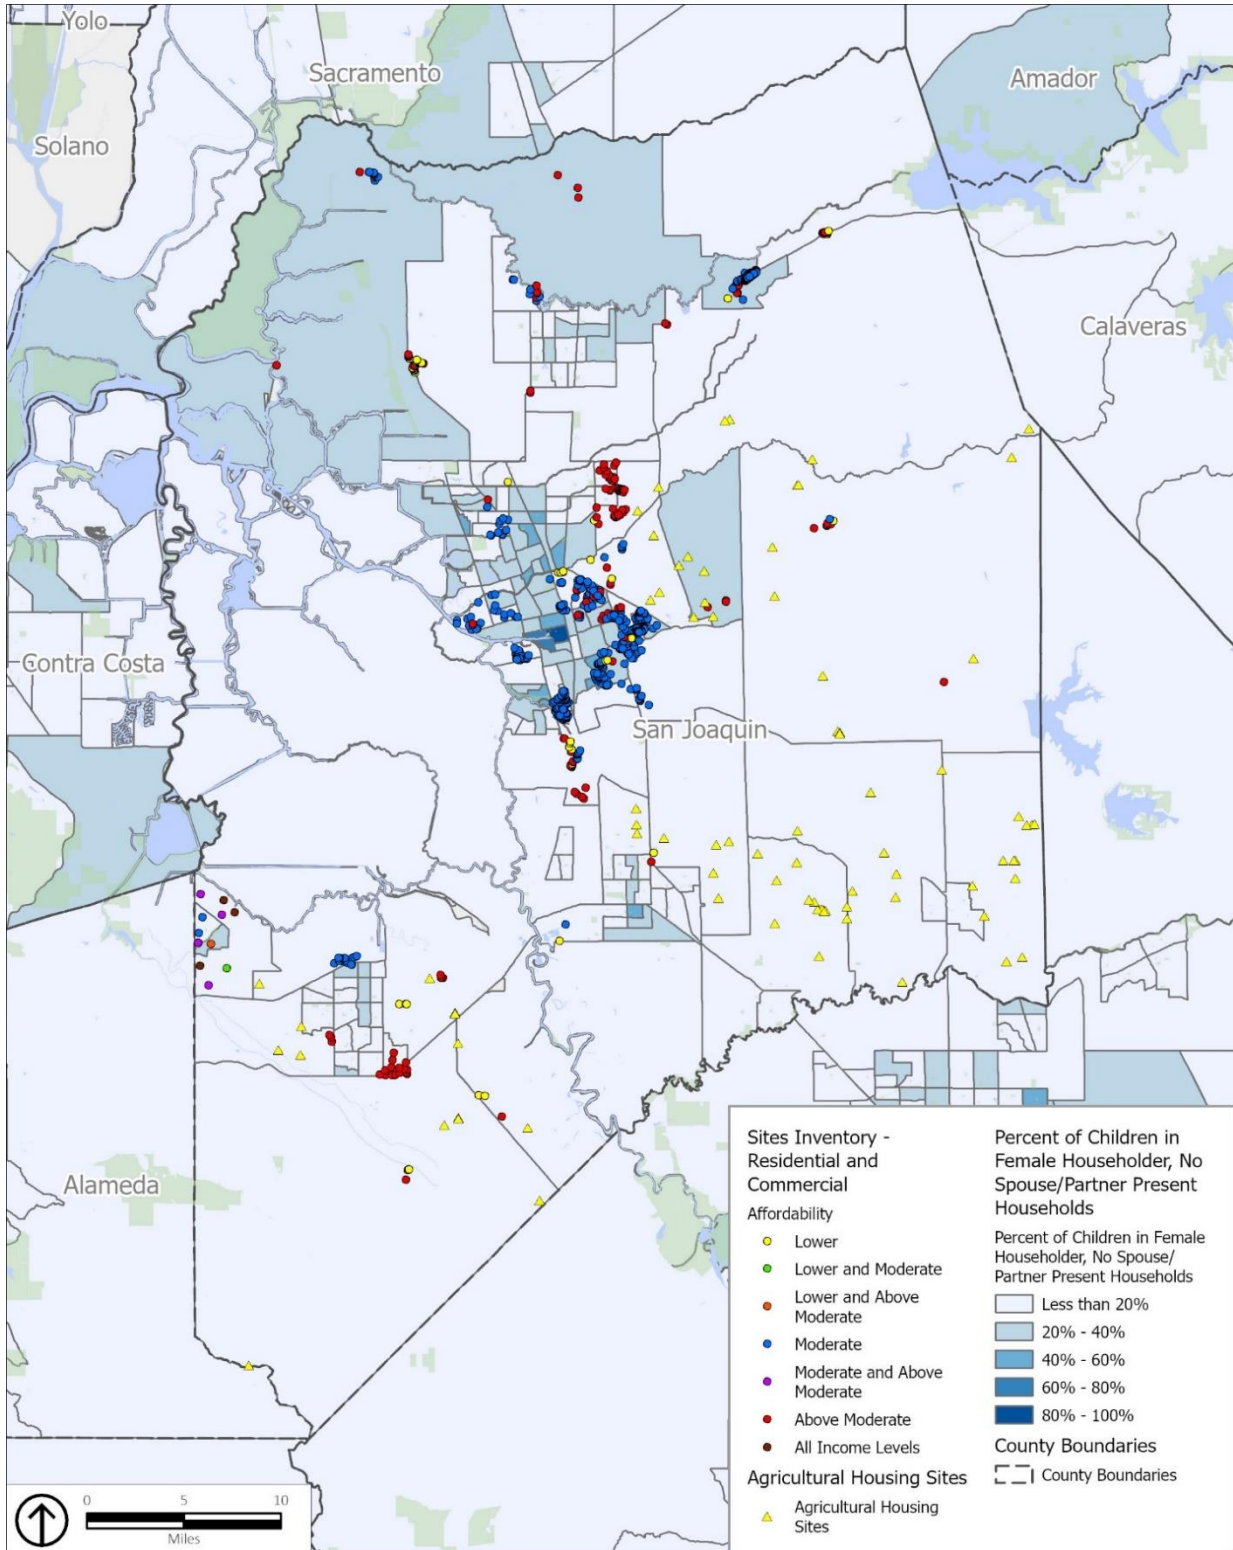 Yolo
Sacramento
Amador
Solano
Calaveras
Contra Costa
San Joaquin
Alameda
Sites Inventory -
Residential and
Commercial
Affordability
Lower
Lower and Moderate
Lower and Above
Moderate
Moderate
Moderate and Above
Moderate
Above Moderate
All Income Levels
Agricultural Housing Sites
Agricultural Housing
Sites
Percent of Children in
Female Householder, No
Spouse/Partner Present
Households
Percent of Children in Female
Householder, No Spouse/
Partner Present Households
Less than 20%
20% - 40%
40% - 60%
60% - 80%
80% - 100%
County Boundaries
County Boundaries
0 5 10
Miles